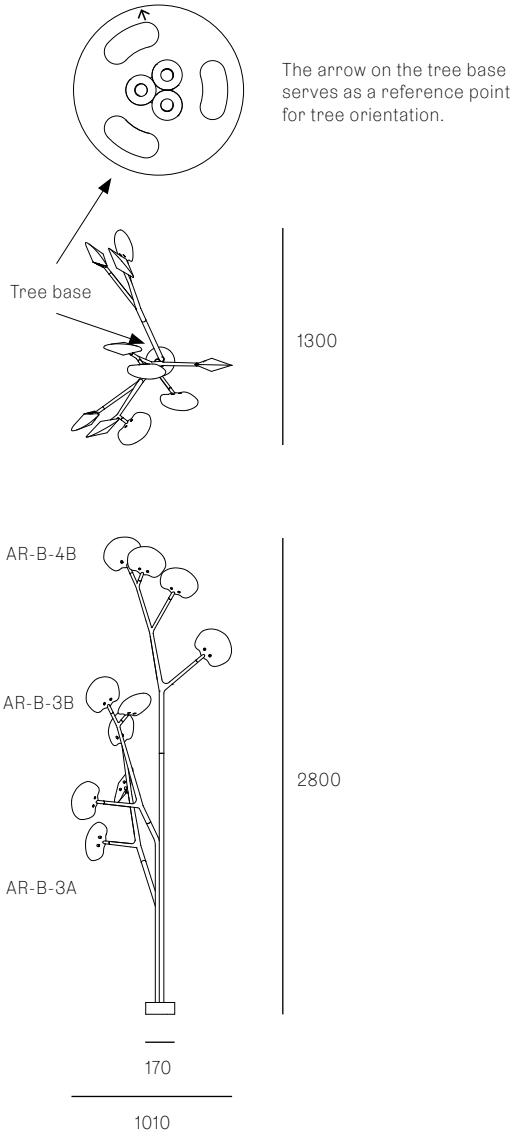 The arrow on the tree base
serves as a reference point
for tree orientation.
Tree base
1300
AR-B-4B
AR-B-3B
2800
AR-B-3A
170
1010